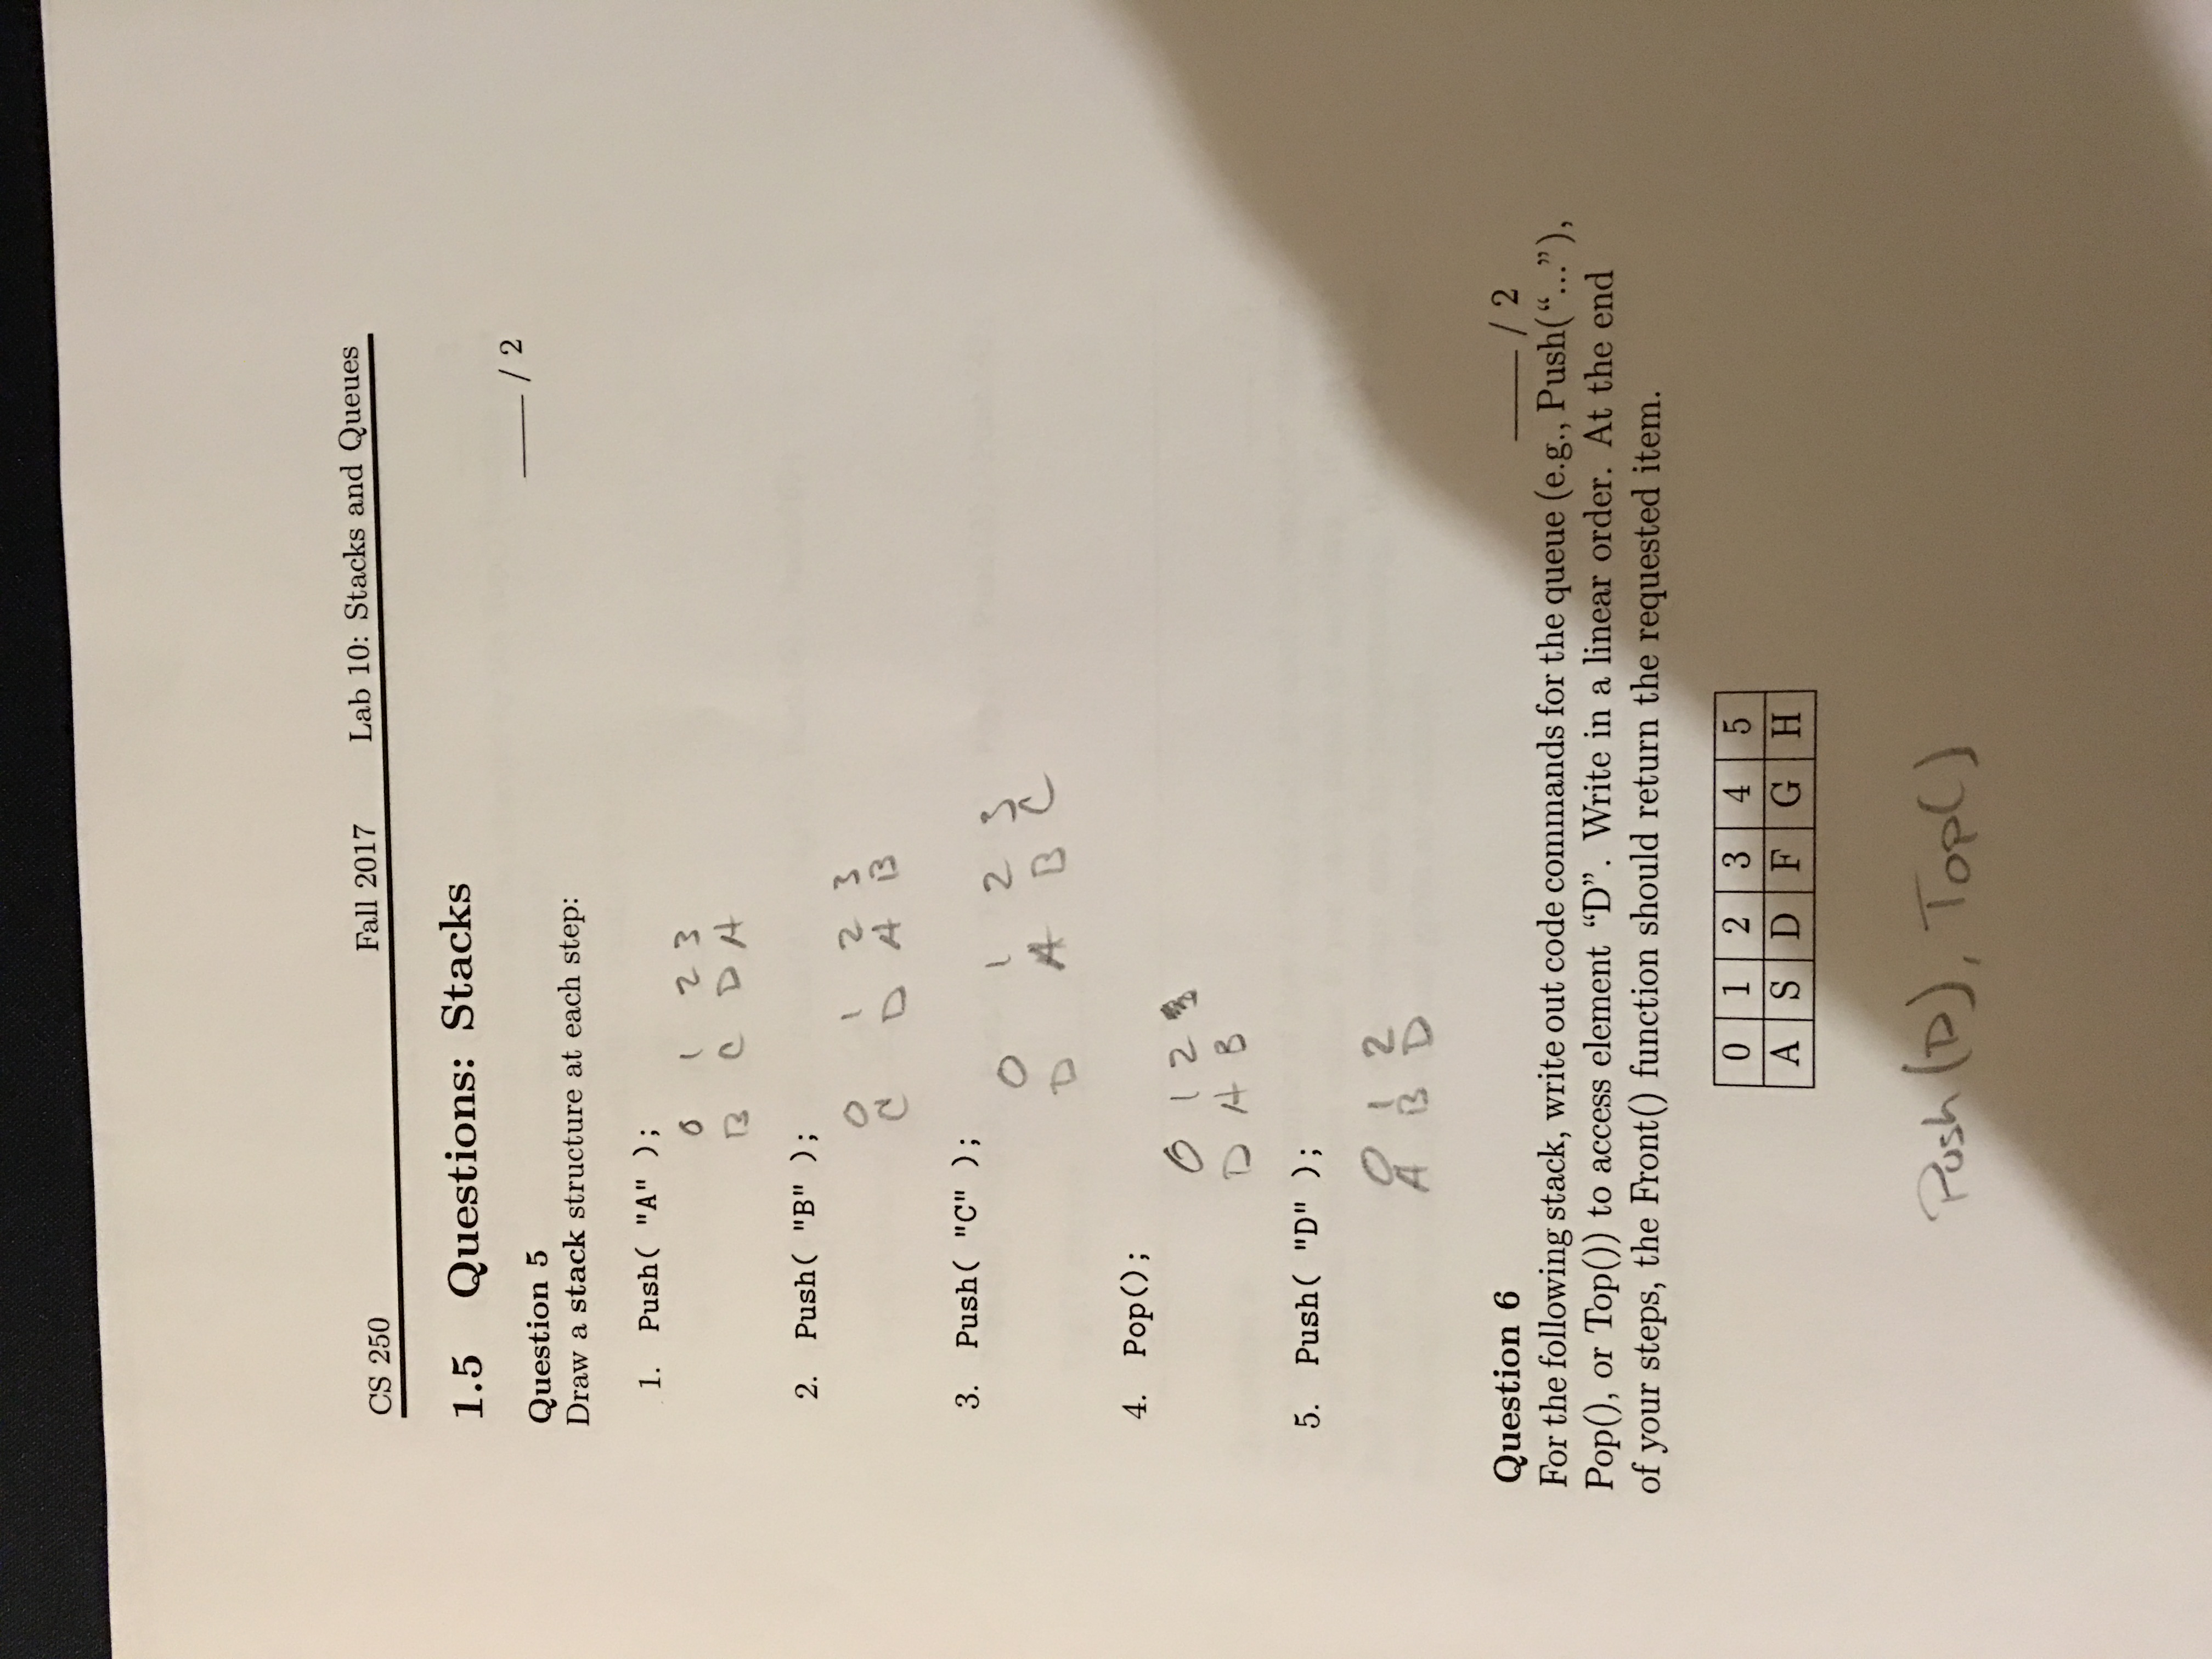 CS 250 Fall 2017 Lab 10: Stacks and Queues
1.5 Questions: Stacks
Question 5 ____ / 2
Draw a stack structure at each step:
1. Push( "A" );
0 1 2 3
B C D A
2. Push( "B" );
0 1 2 3
C D A B
3. Push( "C" );
0 1 2 3
D A B C
4. Pop();
0 1 2
D A B
5. Push( "D" );
0 1 2
A B D
Question 6 ____ / 2
For the following stack, write out code commands for the queue (e.g., Push(“...”),
Pop(), or Top()) to access element “D”. Write in a linear order. At the end
of your steps, the Front() function should return the requested item.
0 1 2 3 4 5
A S D F G H
Push(D), Top()